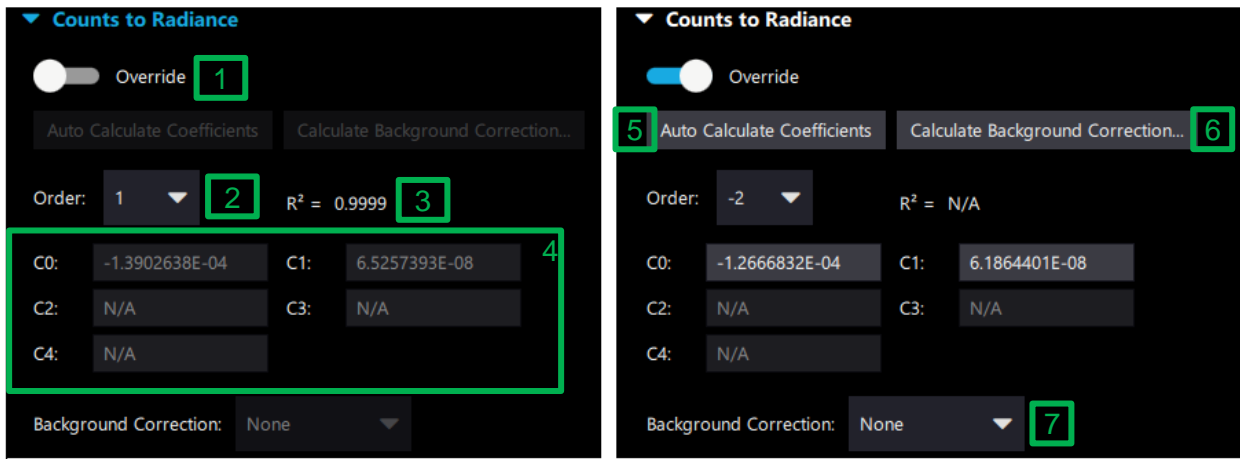 Counts to Radiance
Override 1
Auto Calculate Coefficients Calculate Background Correction...
Order: 1 2 R² = 0.9999 3
4
C0: -1.3902638E-04 C1: 6.5257393E-08
C2: N/A C3: N/A
C4: N/A
Background Correction: None
Counts to Radiance
Override
5 Auto Calculate Coefficients Calculate Background Correction... 6
Order: -2 R² = N/A
C0: -1.2666832E-04 C1: 6.1864401E-08
C2: N/A C3: N/A
C4: N/A
Background Correction: None 7